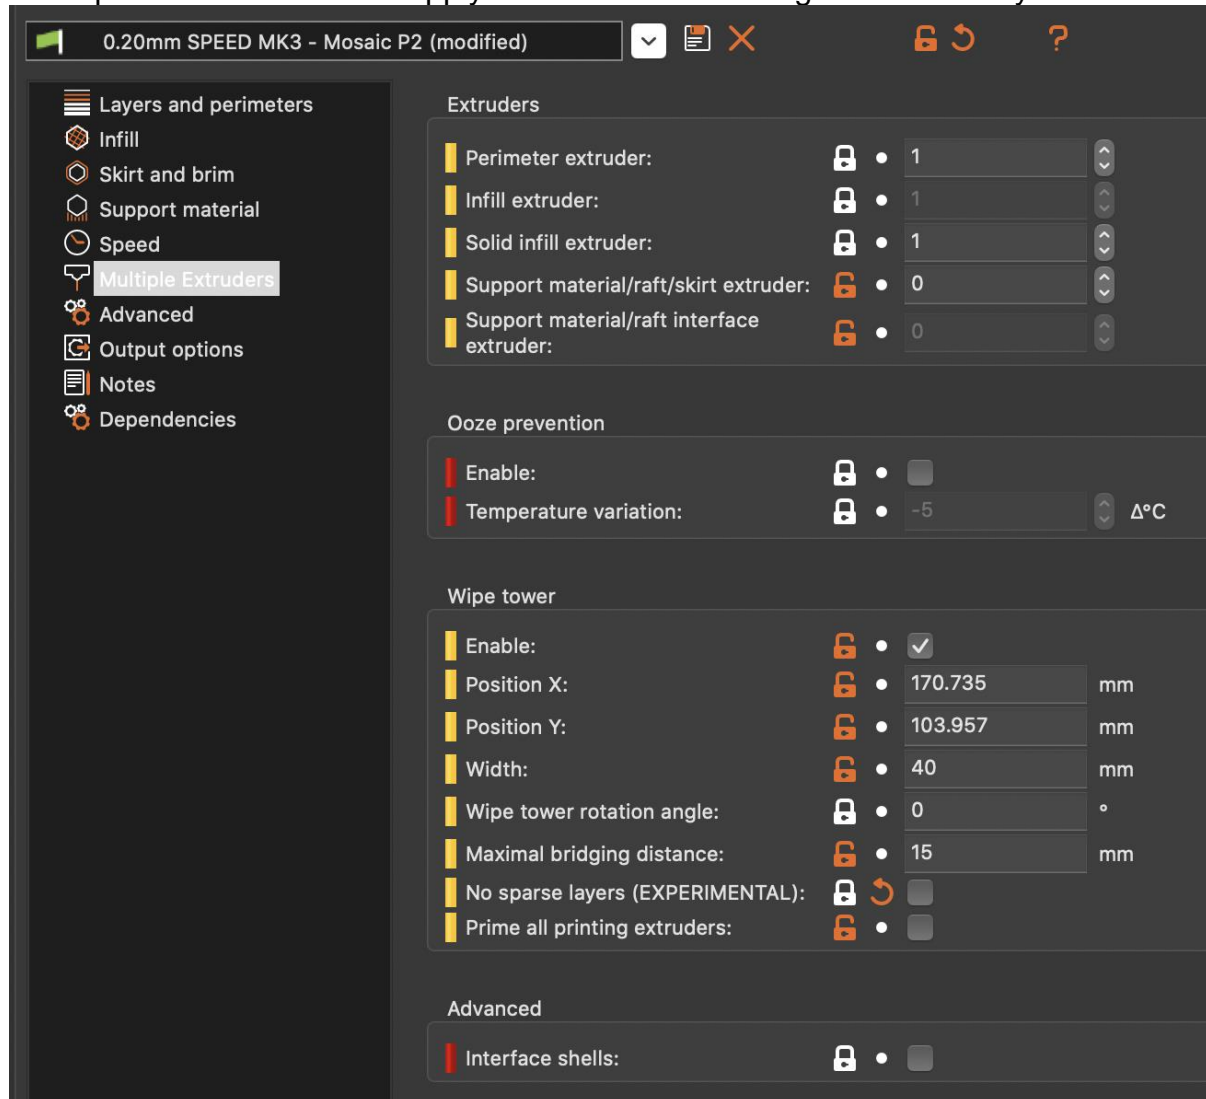 0.20mm SPEED MK3 - Mosaic P2 (modified)
?
Layers and perimeters
Infill
Skirt and brim
Support material
Speed
Multiple Extruders
Advanced
Output options
Notes
Dependencies
Extruders
Perimeter extruder: 1
Infill extruder: 1
Solid infill extruder: 1
Support material/raft/skirt extruder: 0
Support material/raft interface
extruder: 0
Ooze prevention
Enable:
Temperature variation: -5 Δ°C
Wipe tower
Enable:
Position X: 170.735 mm
Position Y: 103.957 mm
Width: 40 mm
Wipe tower rotation angle: 0 °
Maximal bridging distance: 15 mm
No sparse layers (EXPERIMENTAL):
Prime all printing extruders:
Advanced
Interface shells: